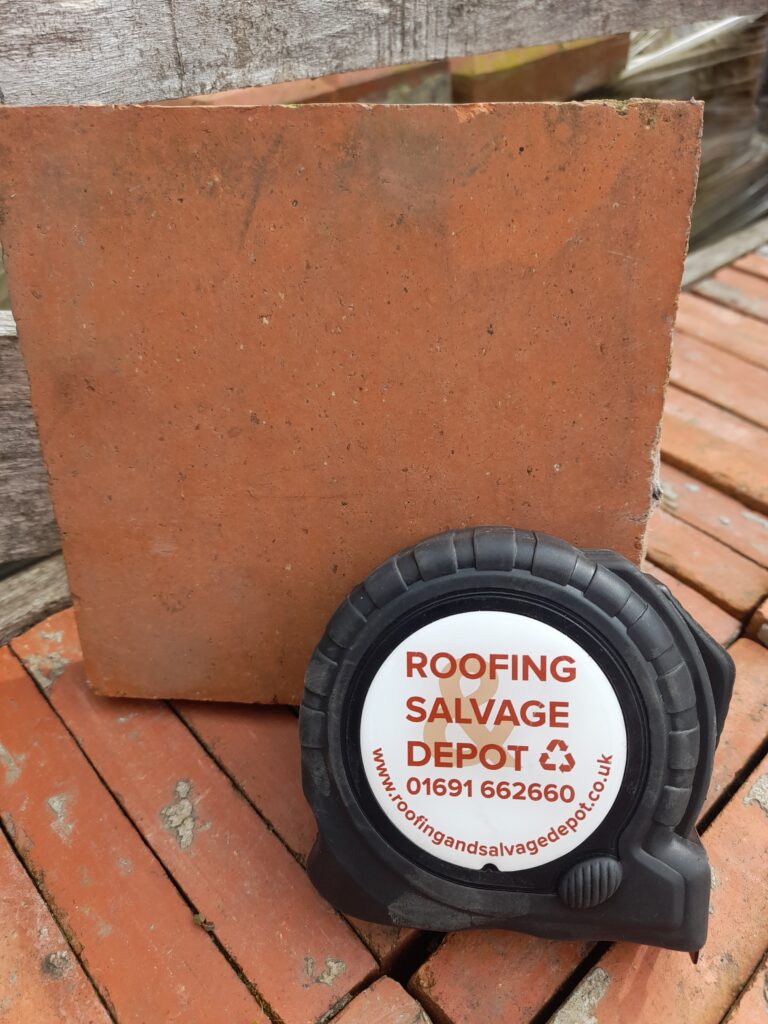 ROOFING
&
SALVAGE
DEPOT
01691 662660
www.roofingandsalvagedepot.co.uk